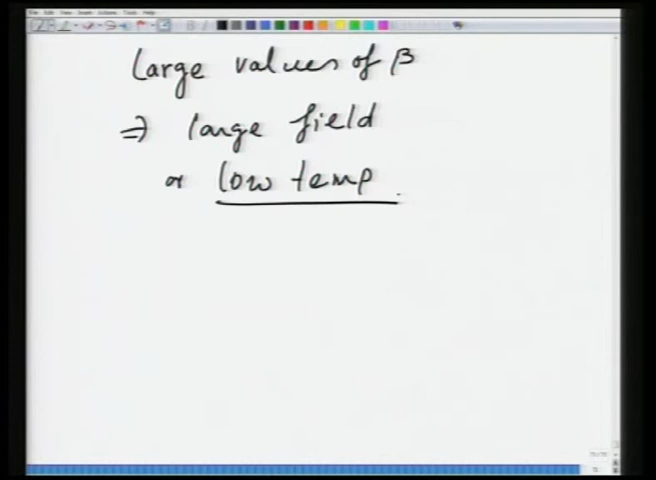 Large values of β
⇒ large field
or low temp.